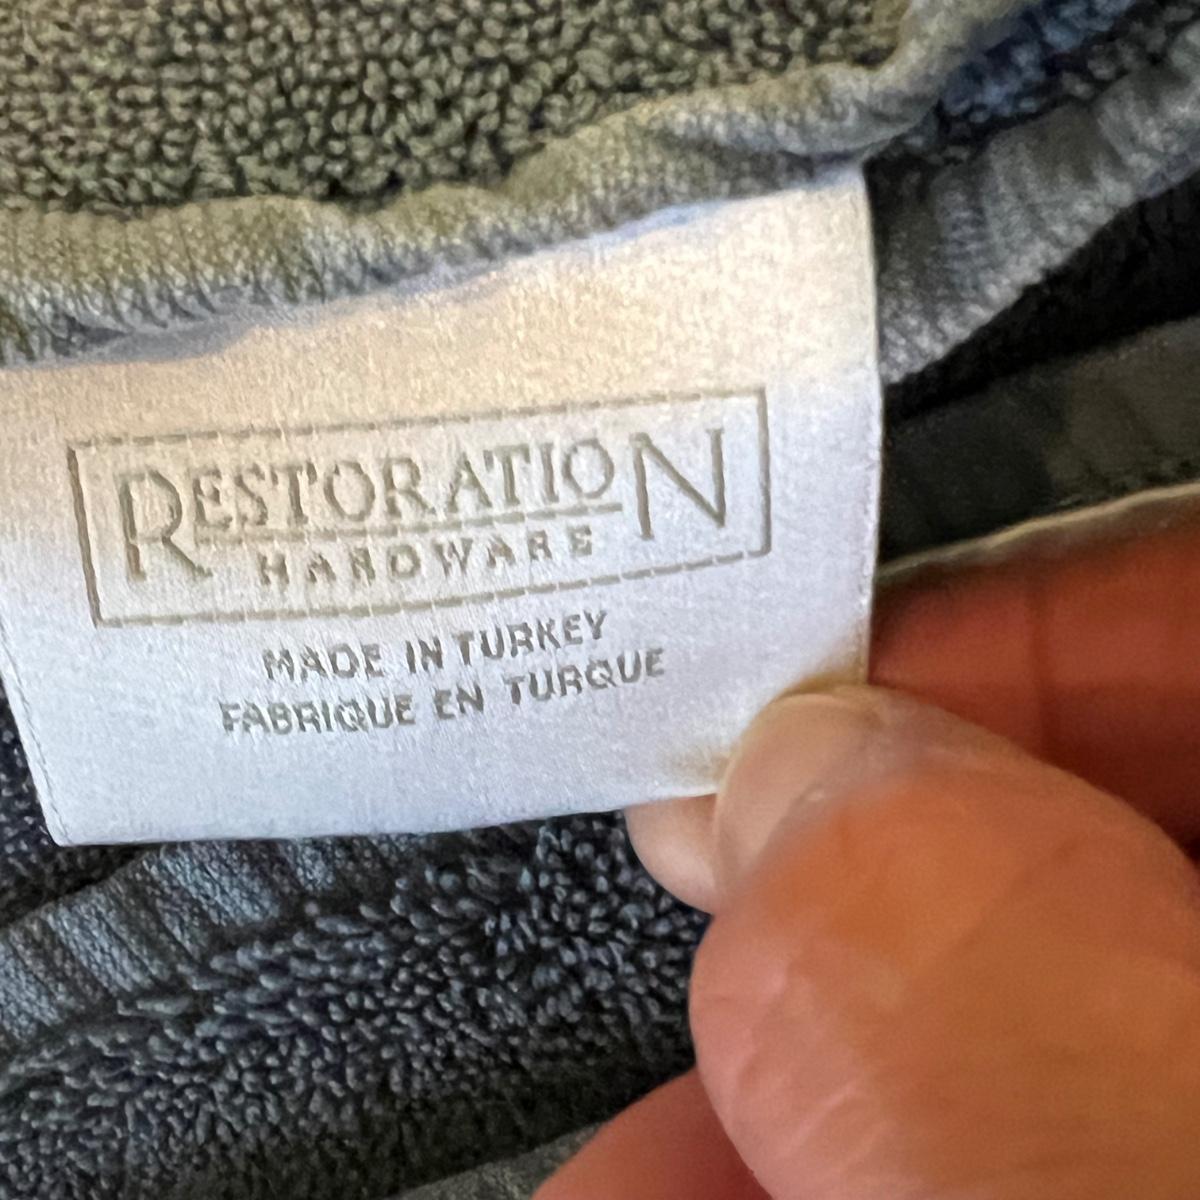 RESTORATION
HARDWARE
MADE IN TURKEY
FABRIQUE EN TURQUE